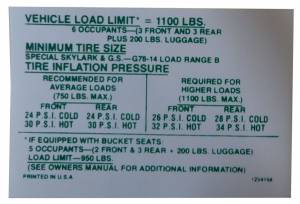 VEHICLE LOAD LIMIT* = 1100 LBS.
6 OCCUPANTS—(3 FRONT AND 3 REAR
PLUS 200 LBS. LUGGAGE)
MINIMUM TIRE SIZE
SPECIAL SKYLARK & G.S.—G78-14 LOAD RANGE B
TIRE INFLATION PRESSURE
RECOMMENDED FOR
AVERAGE LOADS
(750 LBS. MAX.)
REQUIRED FOR
HIGHER LOADS
(1100 LBS. MAX.)
FRONT REAR FRONT REAR
24 P.S.I. COLD 24 P.S.I. COLD 26 P.S.I. COLD 28 P.S.I. COLD
30 P.S.I. HOT 30 P.S.I. HOT 32 P.S.I. HOT 34 P.S.I. HOT
*IF EQUIPPED WITH BUCKET SEATS:
5 OCCUPANTS—(2 FRONT & 3 REAR + 200 LBS. LUGGAGE)
LOAD LIMIT—950 LBS.
(SEE OWNERS MANUAL FOR ADDITIONAL INFORMATION)
PRINTED IN U.S.A.